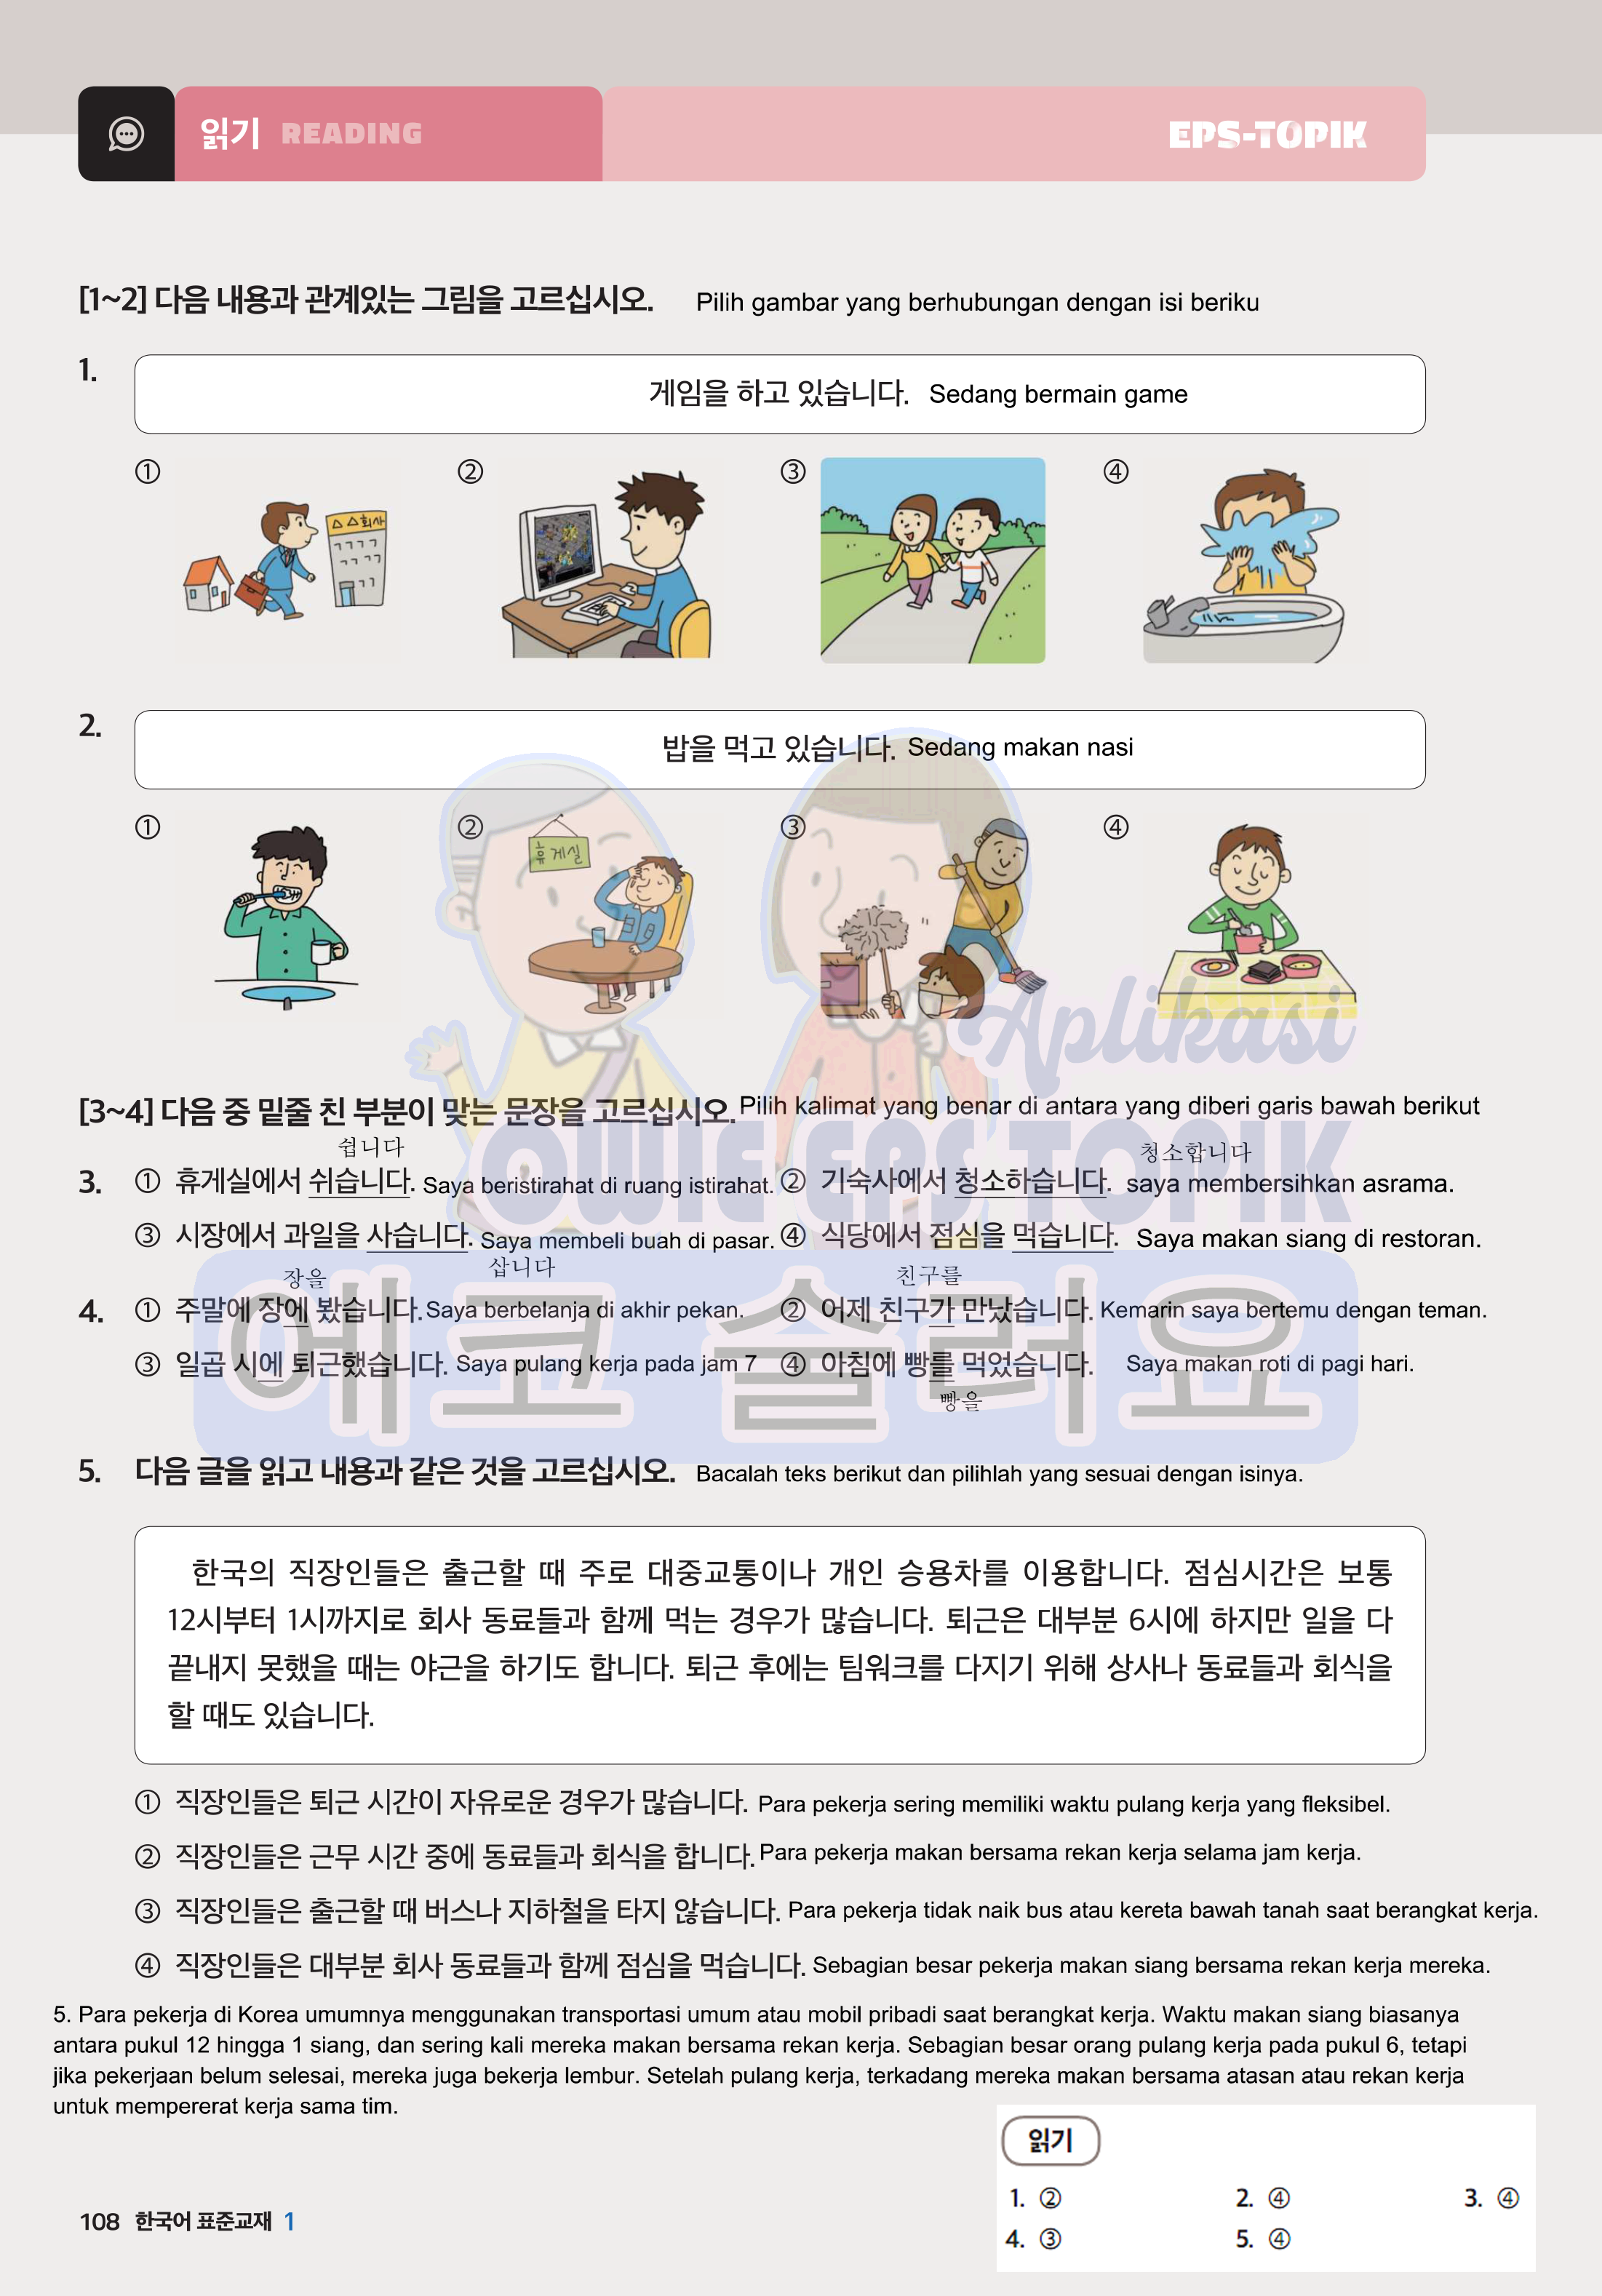 읽기 READING EPS-TOPIK
[1~2] 다음 내용과 관계있는 그림을 고르십시오. Pilih gambar yang berhubungan dengan isi beriku
1. 게임을 하고 있습니다. Sedang bermain game
① ② ③ ④
△△회사
2. 밥을 먹고 있습니다. Sedang makan nasi
① ② ③ ④
휴게실
Aplikasi
[3~4] 다음 중 밑줄 친 부분이 맞는 문장을 고르십시오. Pilih kalimat yang benar di antara yang diberi garis bawah berikut
OWIE EPS TOPIK
쉽니다 청소합니다
3. ① 휴게실에서 쉬습니다. Saya beristirahat di ruang istirahat. ② 기숙사에서 청소하습니다. saya membersihkan asrama.
③ 시장에서 과일을 사습니다. Saya membeli buah di pasar. ④ 식당에서 점심을 먹습니다. Saya makan siang di restoran.
장을 삽니다 친구를
4. ① 주말에 장에 봤습니다. Saya berbelanja di akhir pekan. ② 어제 친구가 만났습니다. Kemarin saya bertemu dengan teman.
③ 일곱 시에 퇴근했습니다. Saya pulang kerja pada jam 7 ④ 아침에 빵를 먹었습니다. Saya makan roti di pagi hari.
빵을
에코 슬러요
5. 다음 글을 읽고 내용과 같은 것을 고르십시오. Bacalah teks berikut dan pilihlah yang sesuai dengan isinya.
한국의 직장인들은 출근할 때 주로 대중교통이나 개인 승용차를 이용합니다. 점심시간은 보통
12시부터 1시까지로 회사 동료들과 함께 먹는 경우가 많습니다. 퇴근은 대부분 6시에 하지만 일을 다
끝내지 못했을 때는 야근을 하기도 합니다. 퇴근 후에는 팀워크를 다지기 위해 상사나 동료들과 회식을
할 때도 있습니다.
① 직장인들은 퇴근 시간이 자유로운 경우가 많습니다. Para pekerja sering memiliki waktu pulang kerja yang fleksibel.
② 직장인들은 근무 시간 중에 동료들과 회식을 합니다. Para pekerja makan bersama rekan kerja selama jam kerja.
③ 직장인들은 출근할 때 버스나 지하철을 타지 않습니다. Para pekerja tidak naik bus atau kereta bawah tanah saat berangkat kerja.
④ 직장인들은 대부분 회사 동료들과 함께 점심을 먹습니다. Sebagian besar pekerja makan siang bersama rekan kerja mereka.
5. Para pekerja di Korea umumnya menggunakan transportasi umum atau mobil pribadi saat berangkat kerja. Waktu makan siang biasanya
antara pukul 12 hingga 1 siang, dan sering kali mereka makan bersama rekan kerja. Sebagian besar orang pulang kerja pada pukul 6, tetapi
jika pekerjaan belum selesai, mereka juga bekerja lembur. Setelah pulang kerja, terkadang mereka makan bersama atasan atau rekan kerja
untuk mempererat kerja sama tim.
읽기
1. ② 2. ④ 3. ④
4. ③ 5. ④
108 한국어 표준교재 1